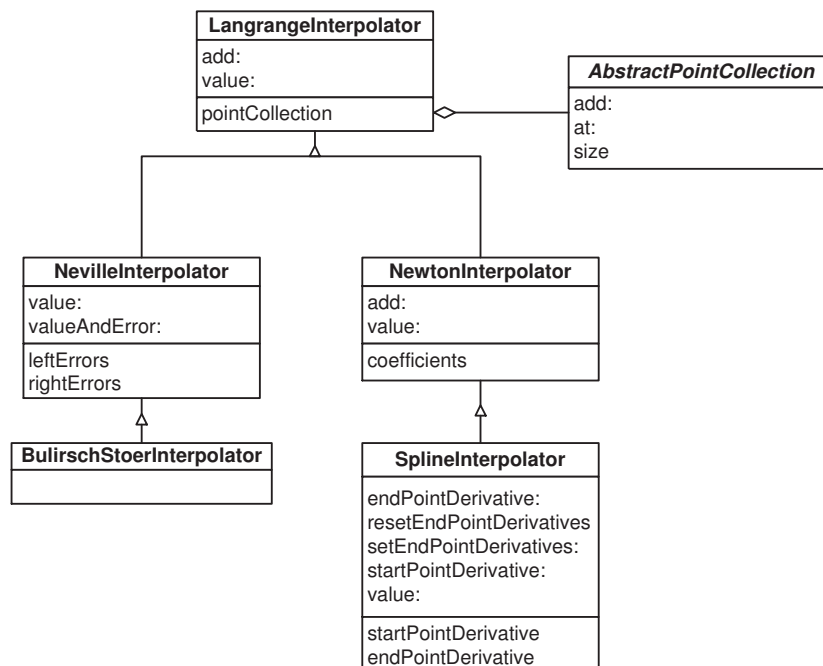 LangrangeInterpolator
add:
value:
pointCollection
AbstractPointCollection
add:
at:
size
NevilleInterpolator
value:
valueAndError:
leftErrors
rightErrors
NewtonInterpolator
add:
value:
coefficients
BulirschStoerInterpolator
SplineInterpolator
endPointDerivative:
resetEndPointDerivatives
setEndPointDerivatives:
startPointDerivative:
value:
startPointDerivative
endPointDerivative